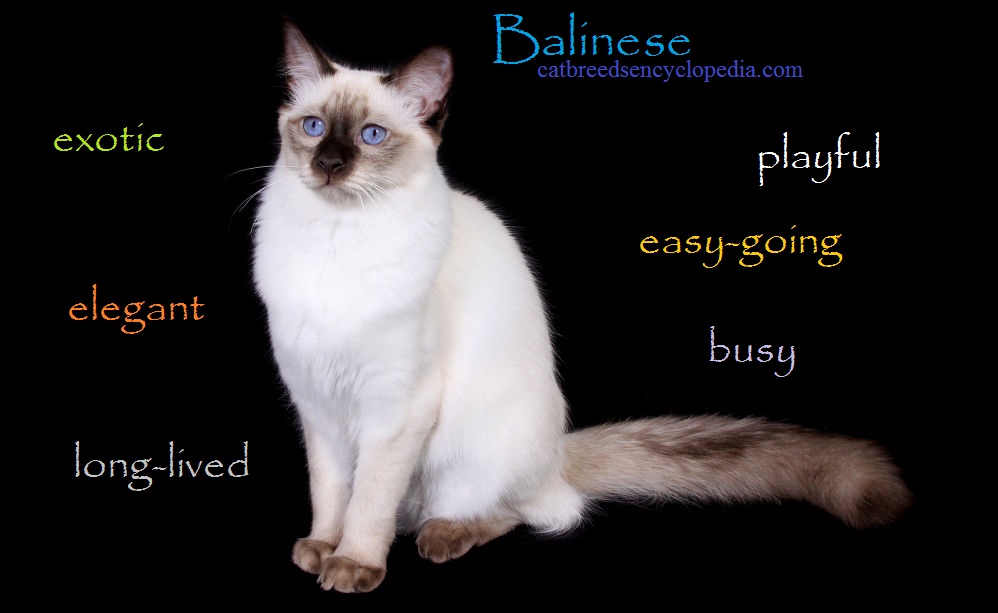 Balinese
catbreedsencyclopedia.com
exotic
playful
easy-going
elegant
busy
long-lived